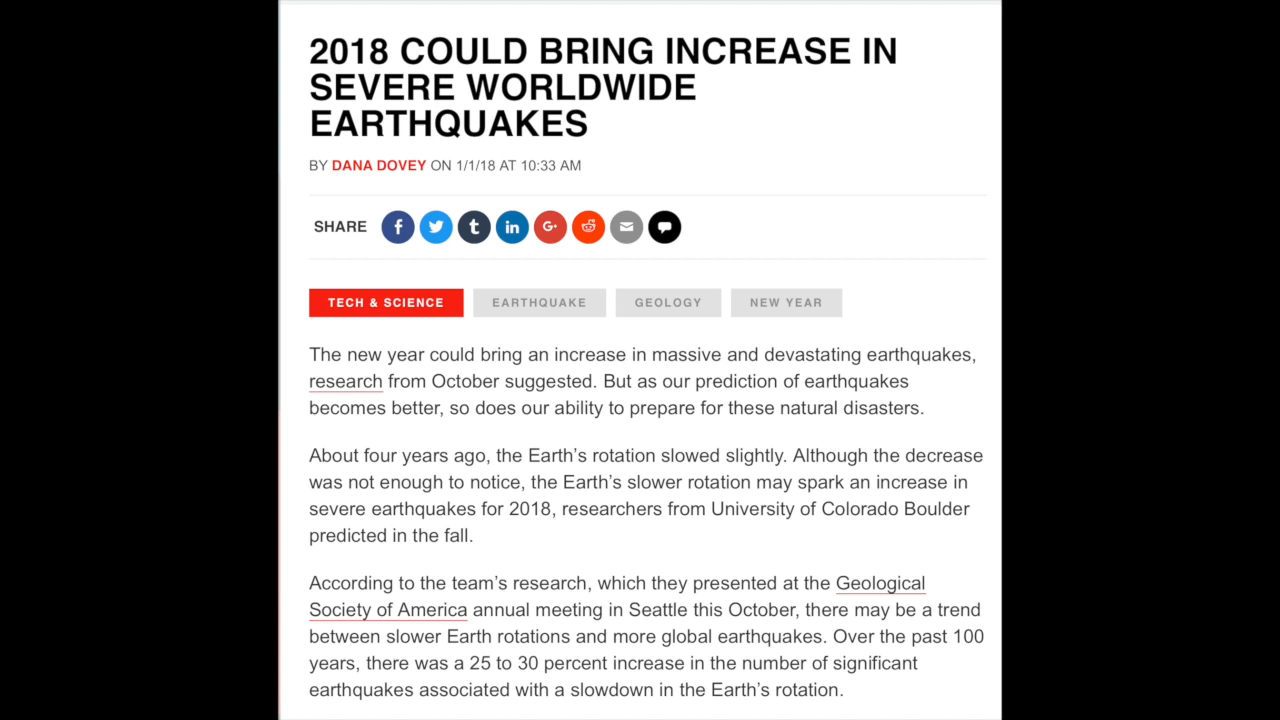 2018 COULD BRING INCREASE IN
SEVERE WORLDWIDE
EARTHQUAKES
BY DANA DOVEY ON 1/1/18 AT 10:33 AM
SHARE f t in G+
TECH & SCIENCE EARTHQUAKE GEOLOGY NEW YEAR
The new year could bring an increase in massive and devastating earthquakes,
research from October suggested. But as our prediction of earthquakes
becomes better, so does our ability to prepare for these natural disasters.
About four years ago, the Earth’s rotation slowed slightly. Although the decrease
was not enough to notice, the Earth’s slower rotation may spark an increase in
severe earthquakes for 2018, researchers from University of Colorado Boulder
predicted in the fall.
According to the team’s research, which they presented at the Geological
Society of America annual meeting in Seattle this October, there may be a trend
between slower Earth rotations and more global earthquakes. Over the past 100
years, there was a 25 to 30 percent increase in the number of significant
earthquakes associated with a slowdown in the Earth’s rotation.